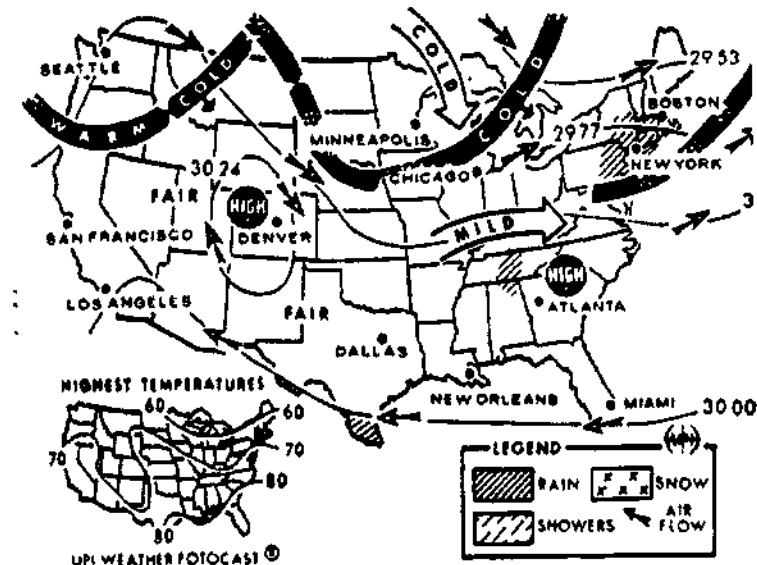 SEATTLE
COLD
COLD
WARM
COLD
29 53
BOSTON
MINNEAPOLIS
29 77
NEW YORK
CHICAGO
30 24
FAIR
HIGH
DENVER
MILD
3
SAN FRANCISCO
HIGH
LOS ANGELES
FAIR
ATLANTA
DALLAS
HIGHEST TEMPERATURES
NEW ORLEANS
MIAMI
30 00
60
60
70
70
80
80
LEGEND
RAIN
SNOW
SHOWERS
AIR
FLOW
UPI WEATHER FOTOCAST ®